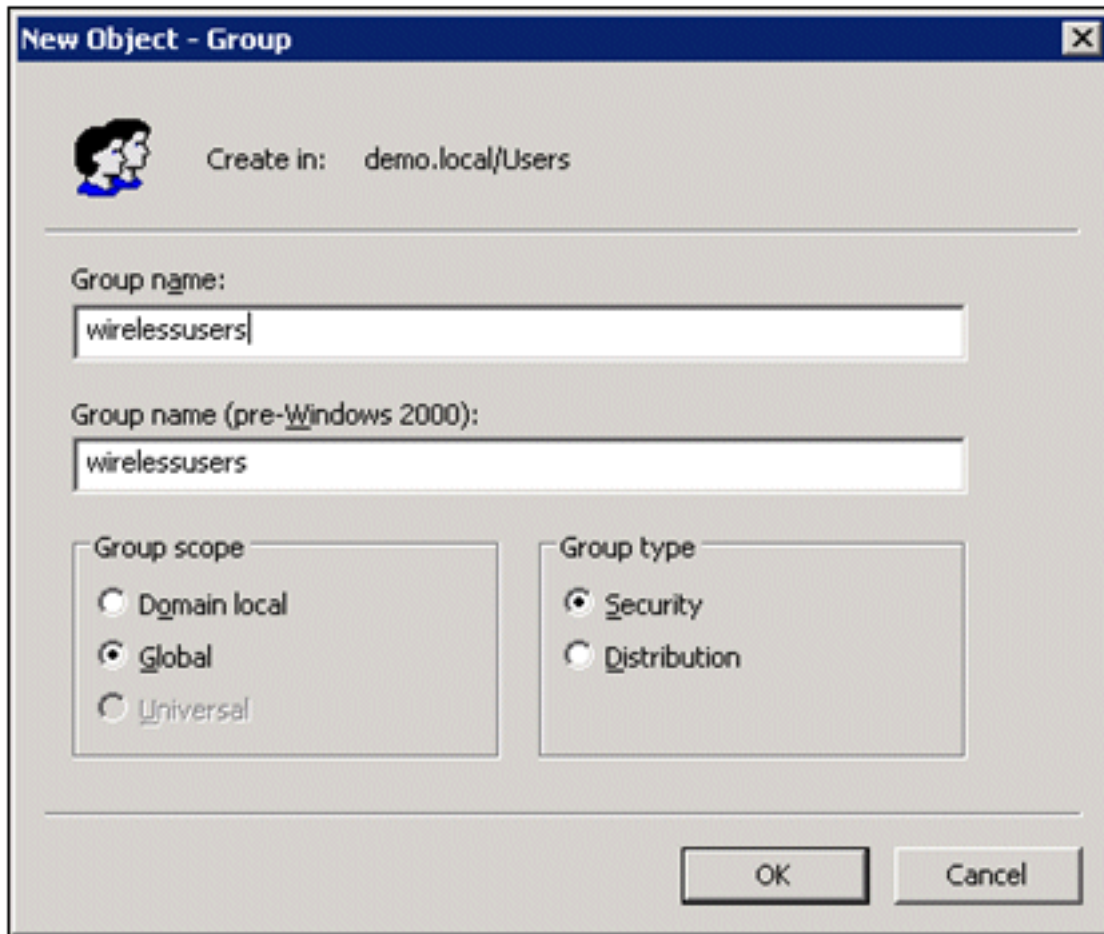 New Object - Group
Create in: demo.local/Users
Group name:
wirelessusers
Group name (pre-Windows 2000):
wirelessusers
Group scope
Domain local
Global
Universal
Group type
Security
Distribution
OK
Cancel